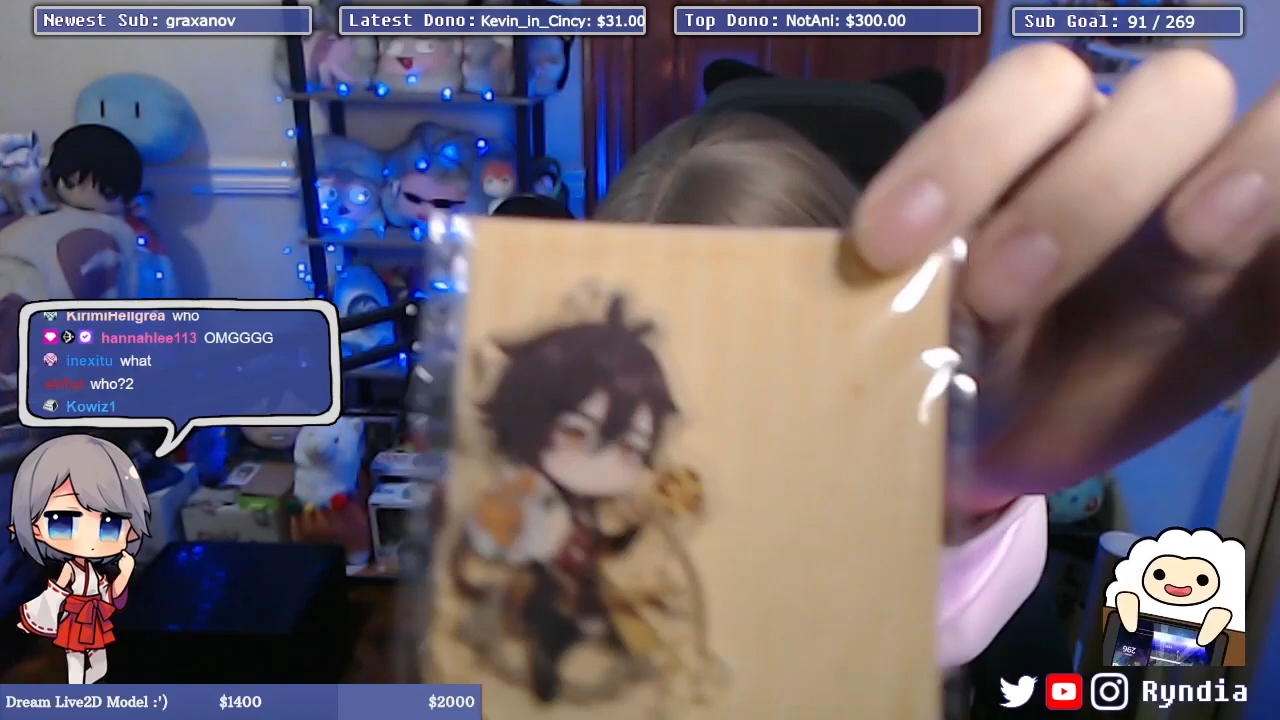 Newest Sub: graxanov
Latest Dono: Kevin_in_Cincy: $31.00
Top Dono: NotAni: $300.00
Sub Goal: 91 / 269
KirimiHellgrea who
hannahlee113 OMGGGG
inexitu what
who?2
Kowiz1
Dream Live2D Model :') $1400 $2000
Ryndia